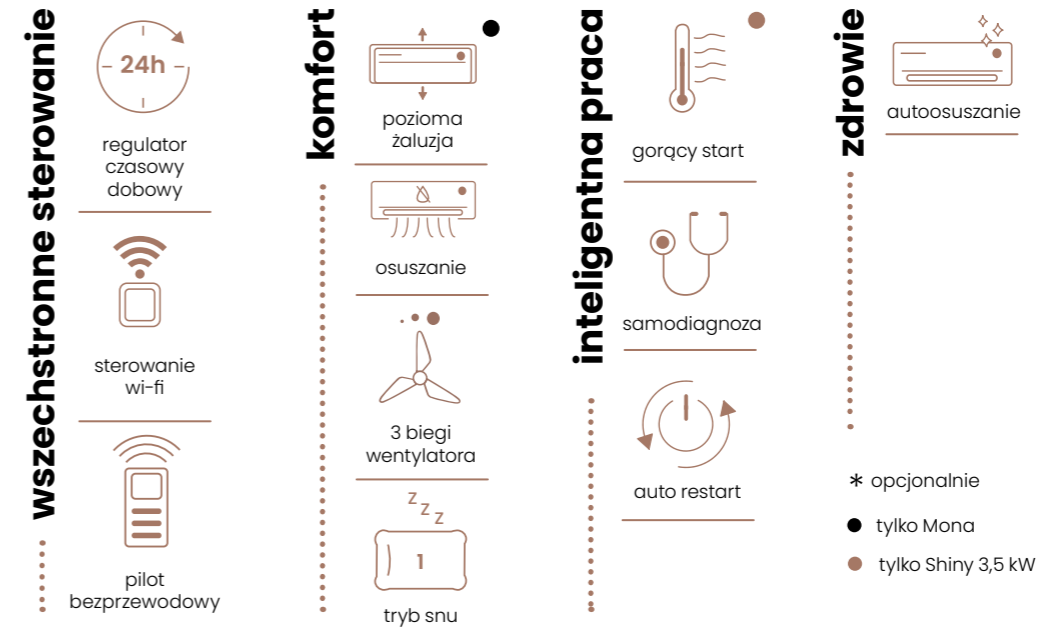 wszechstronne sterowanie
24h
regulator
czasowy
dobowy
sterowanie
wi-fi
pilot
bezprzewodowy
komfort
pozioma
żaluzja
osuszanie
3 biegi
wentylatora
z
z
z
1
tryb snu
inteligentna praca
gorący start
samodiagnoza
auto restart
zdrowie
autoosuszanie
* opcjonalnie
tylko Mona
tylko Shiny 3,5 kW